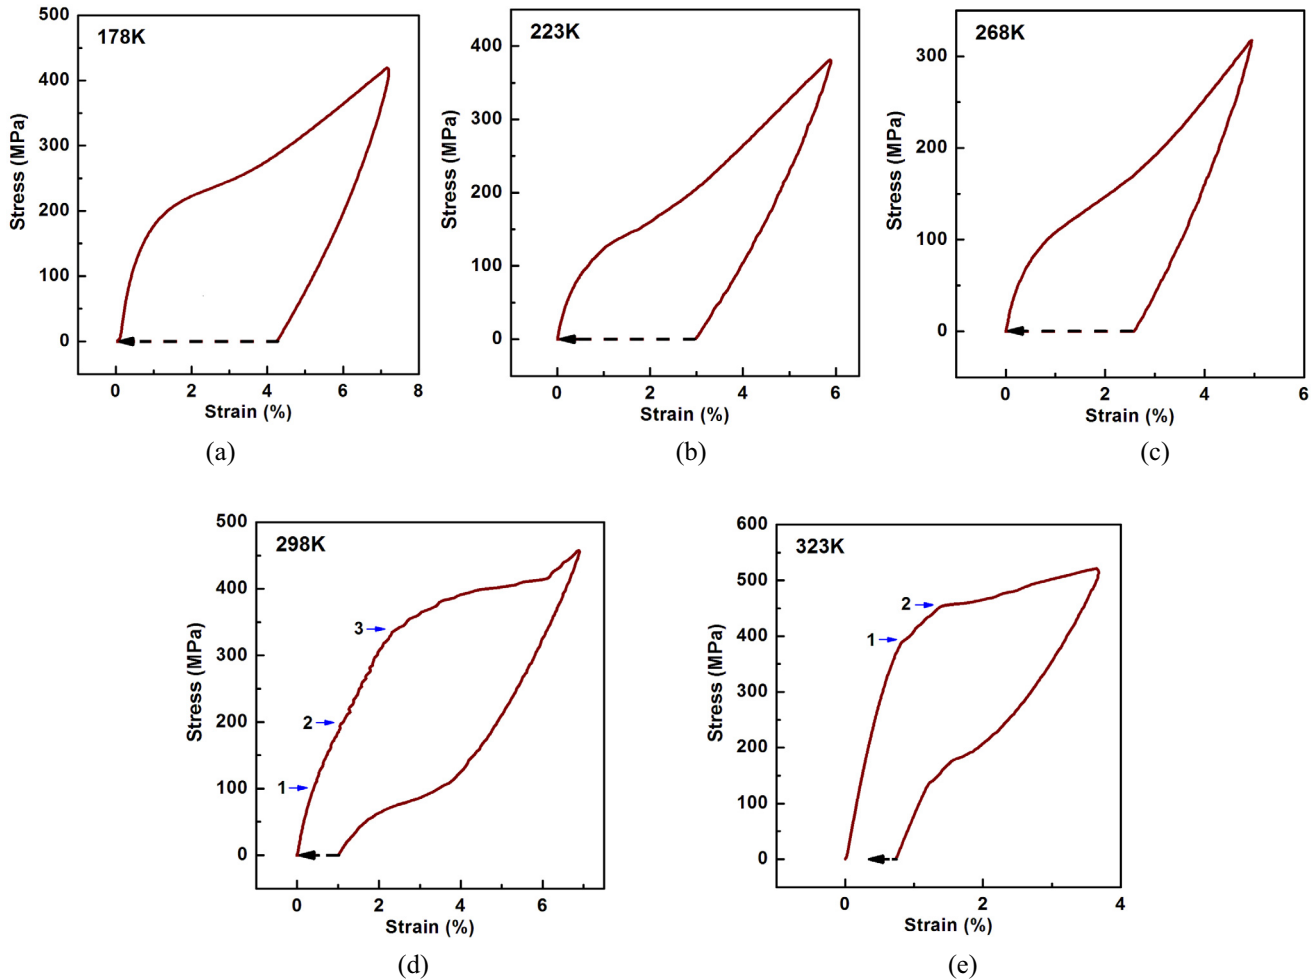 178K
Stress (MPa)
500
400
300
200
100
0
0 2 4 6 8
Strain (%)
(a)
223K
Stress (MPa)
400
300
200
100
0
0 2 4 6
Strain (%)
(b)
268K
Stress (MPa)
300
200
100
0
0 2 4 6
Strain (%)
(c)
298K
Stress (MPa)
500
400
300
200
100
0
3
2
1
0 2 4 6
Strain (%)
(d)
323K
Stress (MPa)
600
500
400
300
200
100
0
2
1
0 2 4
Strain (%)
(e)